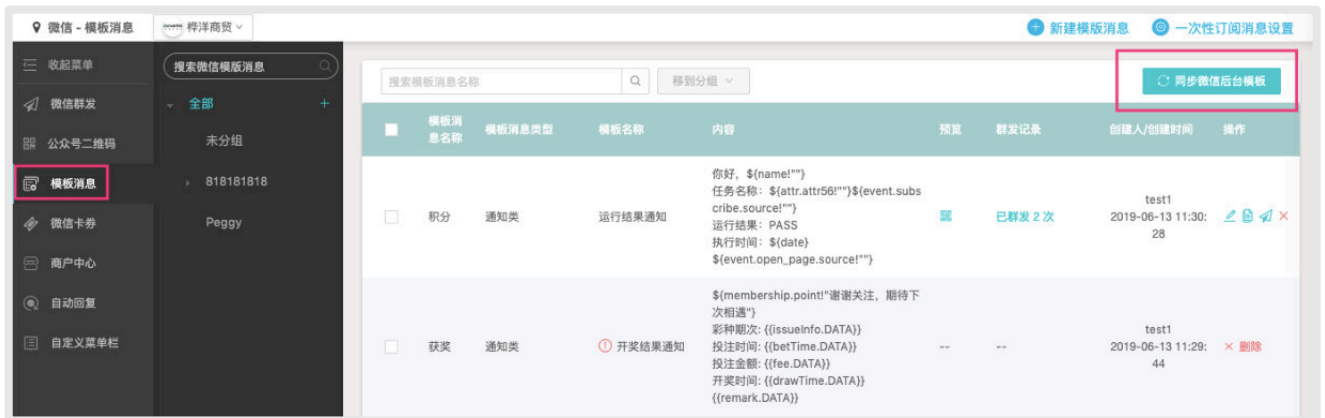 微信 - 模板消息
桦洋商贸
新建模版消息
一次性订阅消息设置
收起菜单
微信群发
公众号二维码
模板消息
微信卡券
商户中心
自动回复
自定义菜单栏
搜索微信模版消息
全部
未分组
818181818
Peggy
搜索模板消息名称
移到分组
同步微信后台模板
模板消
息名称
模板消息类型
模板名称
内容
预览
群发记录
创建人/创建时间
操作
积分
通知类
运行结果通知
你好，${name!""}
任务名称：${attr.attr56!""}${event.subs
cribe.source!""}
运行结果：PASS
执行时间：${date}
${event.open_page.source!""}
已群发 2 次
test1
2019-06-13 11:30:
28
获奖
通知类
开奖结果通知
${membership.point!"谢谢关注，期待下
次相遇"}
彩种期次: {{issueInfo.DATA}}
投注时间: {{betTime.DATA}}
投注金额: {{fee.DATA}}
开奖时间: {{drawTime.DATA}}
{{remark.DATA}}
--
--
test1
2019-06-13 11:29:
44
删除